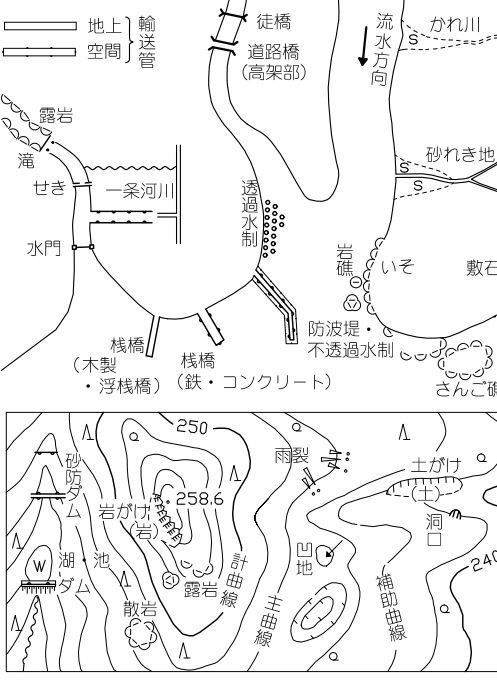 地上
空間
輸送管
徒橋
道路橋
(高架部)
流水方向
かれ川
S
露岩
滝
せき
一条河川
水門
透過水制
砂れき地
S
S
岩礁
いそ
敷石
桟橋
(木製
・浮桟橋)
桟橋
(鉄・コンクリート)
防波堤・
不透過水制
さんご礁
250
砂防ダム
雨裂
土がけ
(土)
258.6
岩がけ
(岩)
洞口
凹地
湖・池
W
ダム
露岩
散岩
計曲線
主曲線
補助曲線
240